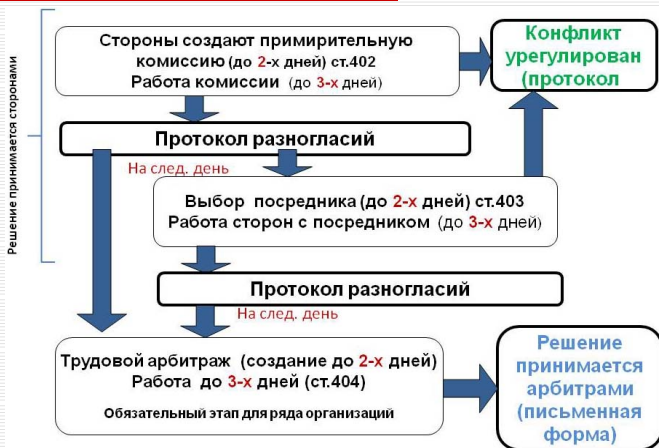 Решение принимается сторонами
Стороны создают примирительную
комиссию (до 2-х дней) ст.402
Работа комиссии (до 3-х дней)
Конфликт
урегулирован
(протокол
Протокол разногласий
На след. день
Выбор посредника (до 2-х дней) ст.403
Работа сторон с посредником (до 3-х дней)
Протокол разногласий
На след. день
Трудовой арбитраж (создание до 2-х дней)
Работа до 3-х дней (ст.404)
Обязательный этап для ряда организаций
Решение
принимается
арбитрами
(письменная
форма)